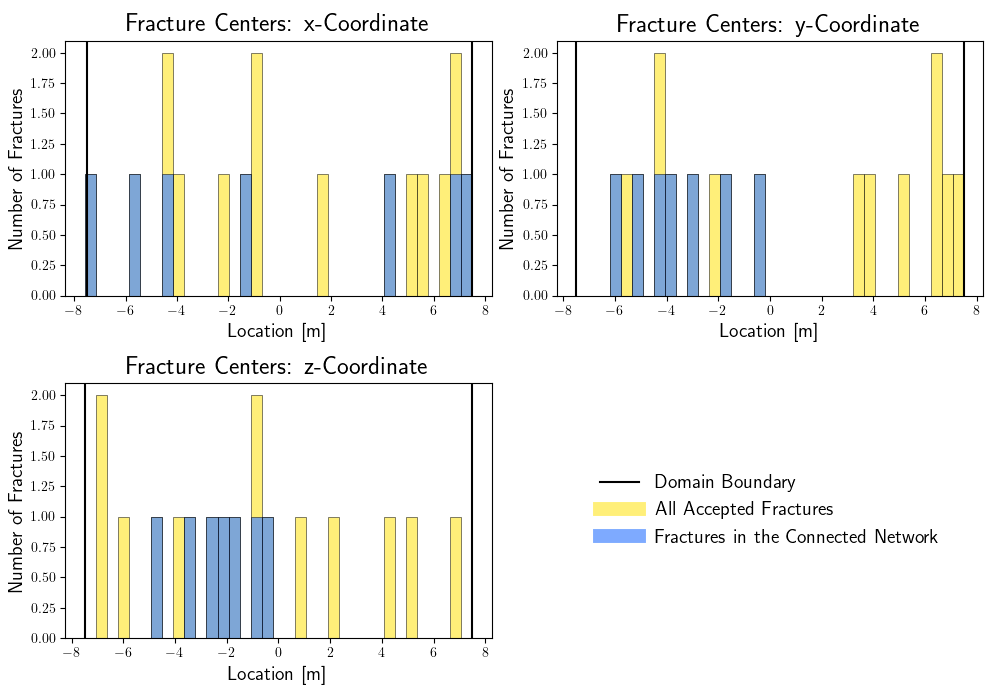 Fracture Centers: x-Coordinate
Number of Fractures
2.00
1.75
1.50
1.25
1.00
0.75
0.50
0.25
0.00
−8 −6 −4 −2 0 2 4 6 8
Location [m]
Fracture Centers: y-Coordinate
Number of Fractures
2.00
1.75
1.50
1.25
1.00
0.75
0.50
0.25
0.00
−8 −6 −4 −2 0 2 4 6 8
Location [m]
Fracture Centers: z-Coordinate
Number of Fractures
2.00
1.75
1.50
1.25
1.00
0.75
0.50
0.25
0.00
−8 −6 −4 −2 0 2 4 6 8
Location [m]
Domain Boundary
All Accepted Fractures
Fractures in the Connected Network